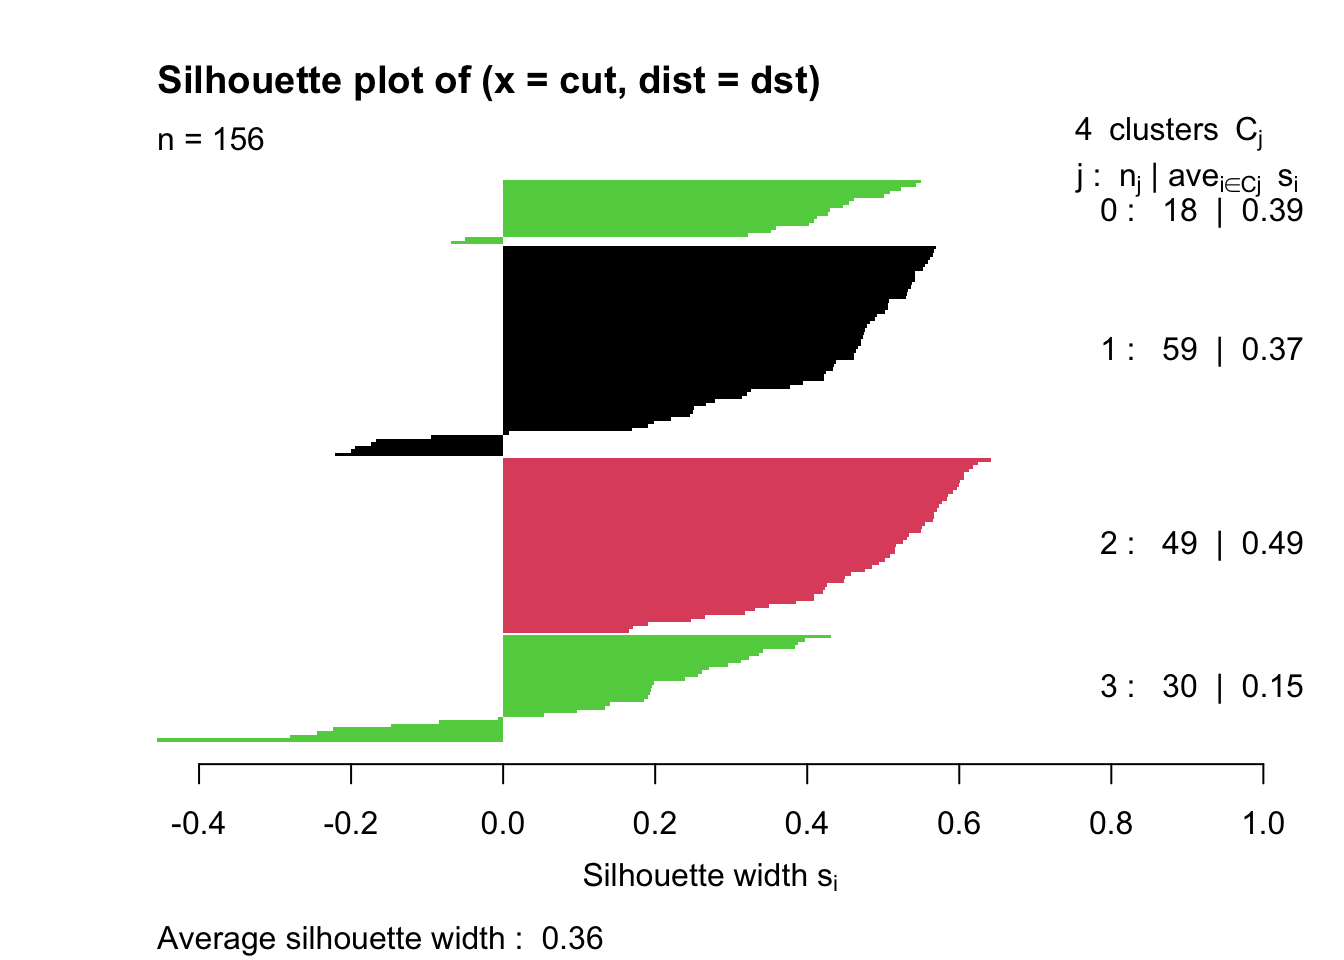 Silhouette plot of (x = cut, dist = dst)
n = 156
4 clusters Cj
j : nj | avei∈Cj si
0 : 18 | 0.39
1 : 59 | 0.37
2 : 49 | 0.49
3 : 30 | 0.15
-0.4 -0.2 0.0 0.2 0.4 0.6 0.8 1.0
Silhouette width si
Average silhouette width : 0.36